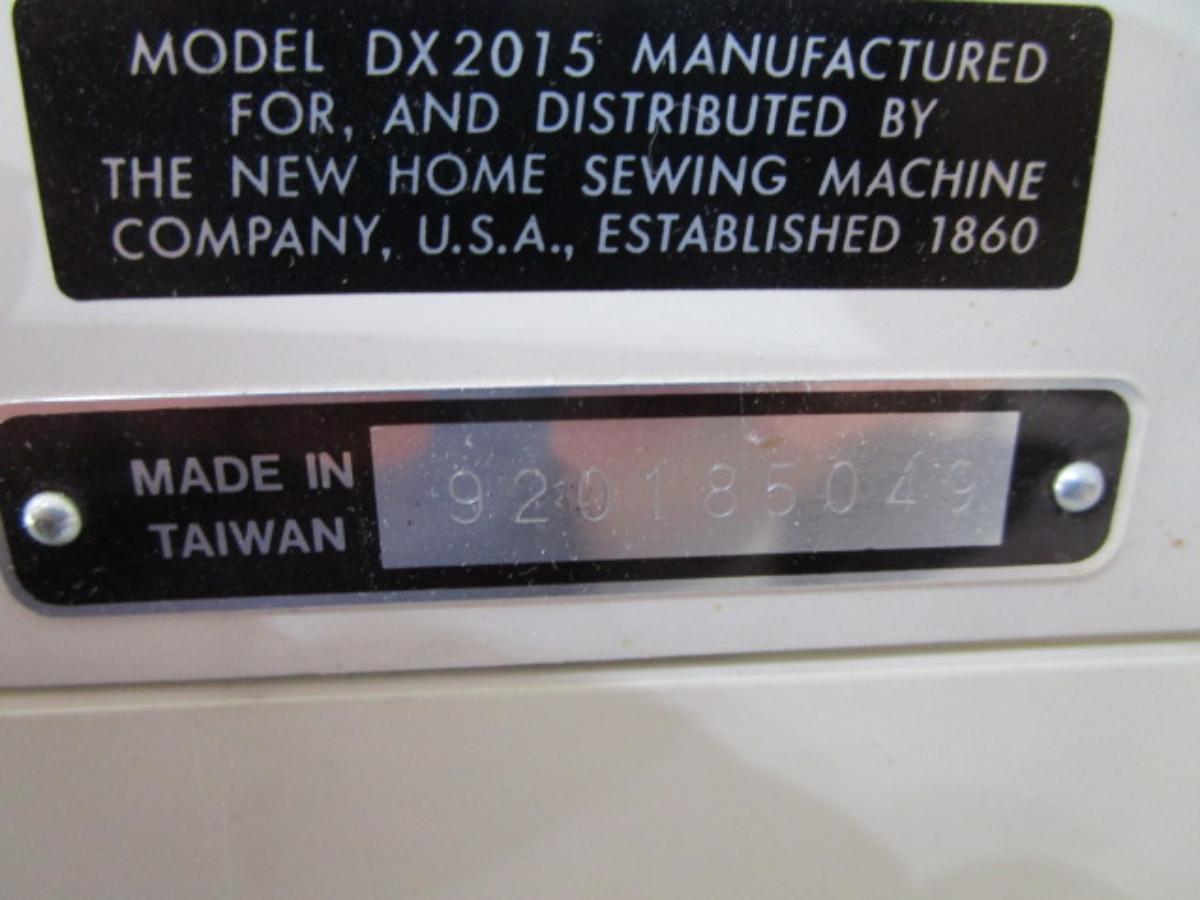 MODEL DX2015 MANUFACTURED
FOR, AND DISTRIBUTED BY
THE NEW HOME SEWING MACHINE
COMPANY, U.S.A., ESTABLISHED 1860
MADE IN
TAIWAN
920185049